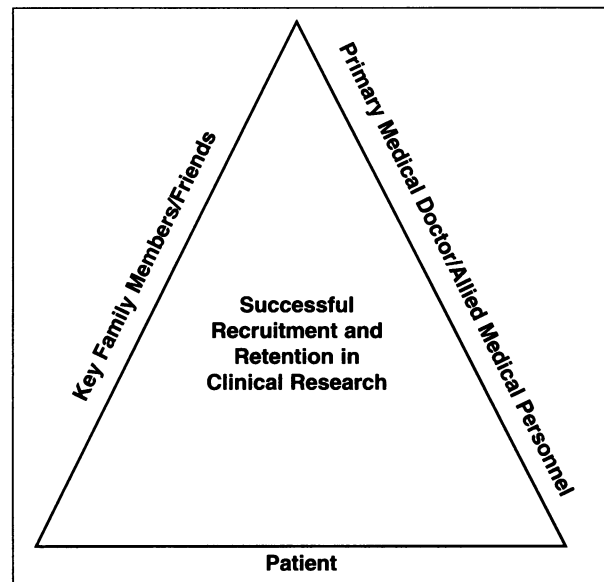 Key Family Members/Friends
Primary Medical Doctor/Allied Medical Personnel
Successful
Recruitment and
Retention in
Clinical Research
Patient